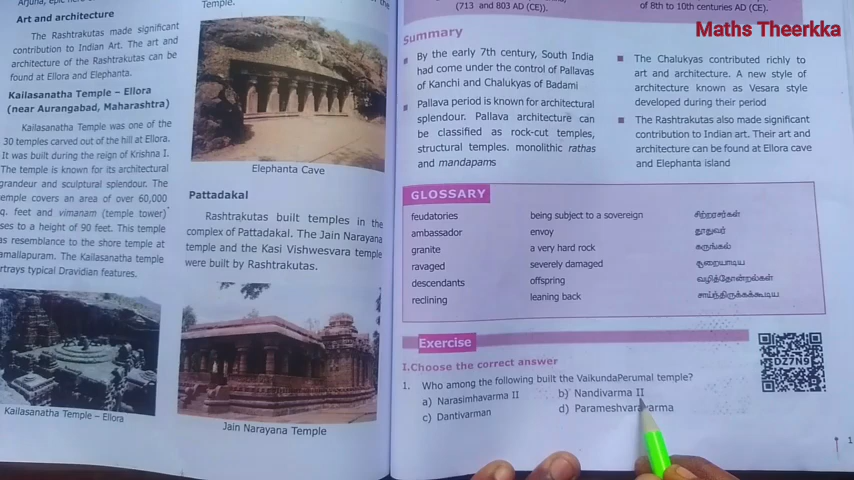 Arjuna, epic
Art and architecture
The Rashtrakutas made significant
contribution to Indian Art. The art and
architecture of the Rashtrakutas can be
found at Ellora and Elephanta.
Kailasanatha Temple – Ellora
(near Aurangabad, Maharashtra)
Kailasanatha Temple was one of the
30 temples carved out of the hill at Ellora.
It was built during the reign of Krishna I.
The temple is known for its architectural
grandeur and sculptural splendour. The
temple covers an area of over 60,000
q. feet and vimanam (temple tower)
ses to a height of 90 feet. This temple
as resemblance to the shore temple at
amallapuram. The Kailasanatha temple
rtrays typical Dravidian features.
Kailasanatha Temple – Ellora
Temple.
of the
Elephanta Cave
Pattadakal
Rashtrakutas built temples in the
complex of Pattadakal. The Jain Narayana
temple and the Kasi Vishwesvara temple
were built by Rashtrakutas.
Jain Narayana Temple
(713 and 803 AD (CE)).
of 8th to 10th centuries AD (CE).
Maths Theerkka
Summary
By the early 7th century, South India
had come under the control of Pallavas
of Kanchi and Chalukyas of Badami
Pallava period is known for architectural
splendour. Pallava architecture can
be classified as rock-cut temples,
structural temples. monolithic rathas
and mandapams
The Chalukyas contributed richly to
art and architecture. A new style of
architecture known as Vesara style
developed during their period
The Rashtrakutas also made significant
contribution to Indian art. Their art and
architecture can be found at Ellora cave
and Elephanta island
GLOSSARY
feudatories being subject to a sovereign சிற்றரசர்கள்
ambassador envoy தூதுவர்
granite a very hard rock கருங்கல்
ravaged severely damaged சூறையாடிய
descendants offspring வழித்தோன்றல்கள்
reclining leaning back சாய்ந்திருக்கக்கூடிய
Exercise
I.Choose the correct answer
1. Who among the following built the VaikundaPerumal temple?
a) Narasimhavarma II b) Nandivarma II
c) Dantivarman d) Parameshvaravarma
EDZ7N9
1